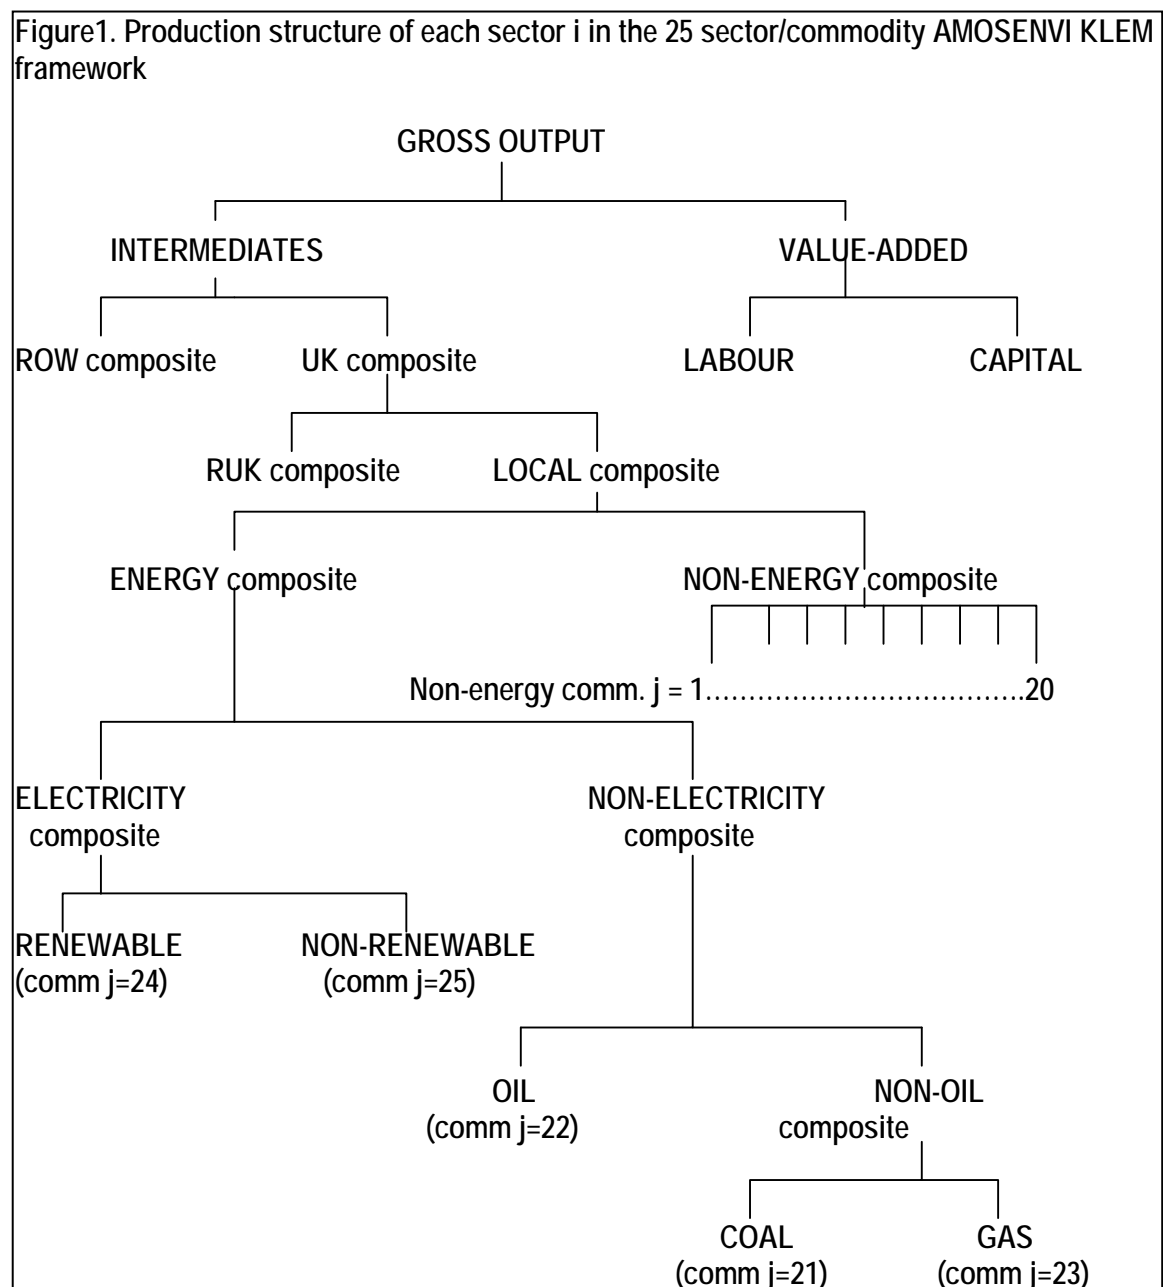 Figure1. Production structure of each sector i in the 25 sector/commodity AMOSENVI KLEM
framework
GROSS OUTPUT
INTERMEDIATES VALUE-ADDED
ROW composite UK composite LABOUR CAPITAL
RUK composite LOCAL composite
ENERGY composite NON-ENERGY composite
Non-energy comm. j = 1......................................20
ELECTRICITY NON-ELECTRICITY
composite composite
RENEWABLE NON-RENEWABLE
(comm j=24) (comm j=25)
OIL NON-OIL
(comm j=22) composite
COAL GAS
(comm j=21) (comm j=23)